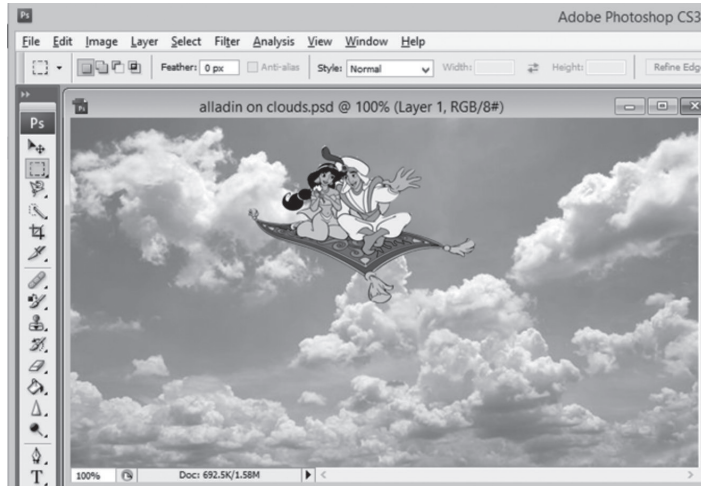 Ps
Adobe Photoshop CS3
File Edit Image Layer Select Filter Analysis View Window Help
Feather: 0 px Anti-alias Style: Normal Width: Height: Refine Edg
Ps alladin on clouds.psd @ 100% (Layer 1, RGB/8#)
Ps
T
100% Doc: 692.5K/1.58M